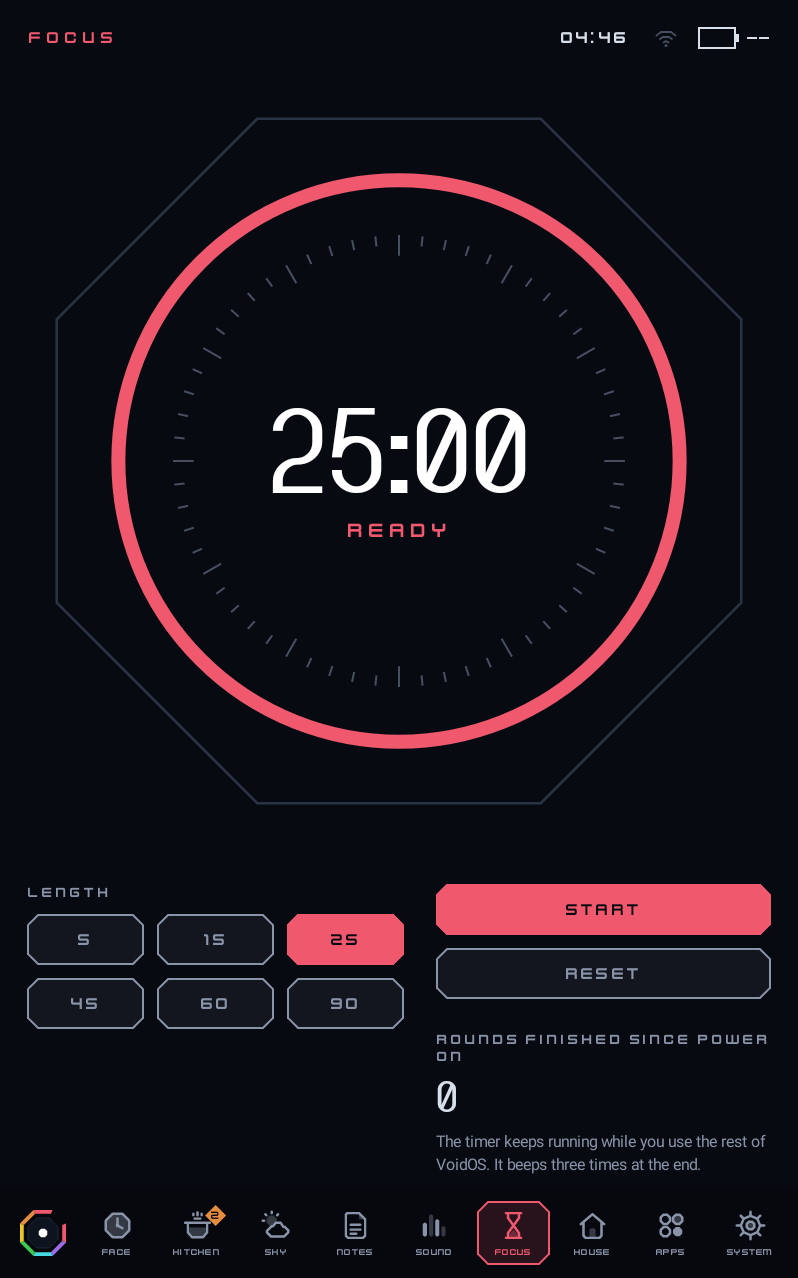 FOCUS
04:46
--
25:00
READY
LENGTH
5
15
25
45
60
90
START
RESET
ROUNDS FINISHED SINCE POWER
ON
0
The timer keeps running while you use the rest of
VoidOS. It beeps three times at the end.
2
FACE
KITCHEN
SKY
NOTES
SOUND
FOCUS
HOUSE
APPS
SYSTEM